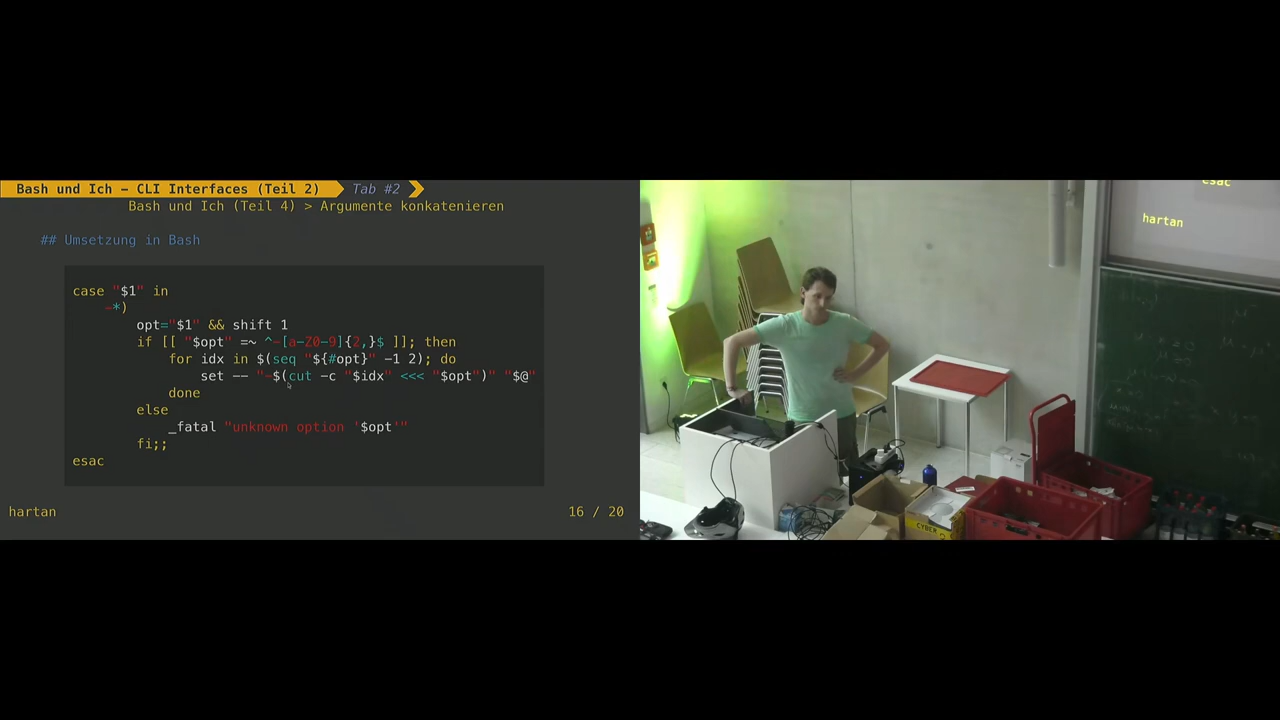 Bash und Ich – CLI Interfaces (Teil 2) Tab #2
Bash und Ich (Teil 4) > Argumente konkatenieren
## Umsetzung in Bash
case "$1" in
-*)
opt="$1" && shift 1
if [[ "$opt" =~ ^-[a-Z0-9]{2,}$ ]]; then
for idx in $(seq "${#opt}" -1 2); do
set -- "-$(cut -c "$idx" <<< "$opt")" "$@"
done
else
_fatal "unknown option '$opt'"
fi;;
esac
hartan 16 / 20
esac
hartan
CYBER